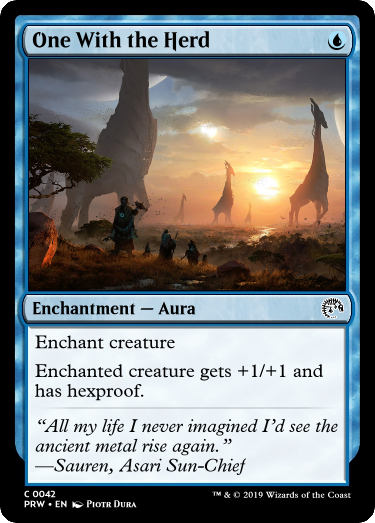 One With the Herd
Enchantment — Aura
Enchant creature
Enchanted creature gets +1/+1 and
has hexproof.
“All my life I never imagined I’d see the
ancient metal rise again.”
—Sauren, Asari Sun-Chief
C 0042
PRW • EN Piotr Dura
™ & © 2019 Wizards of the Coast